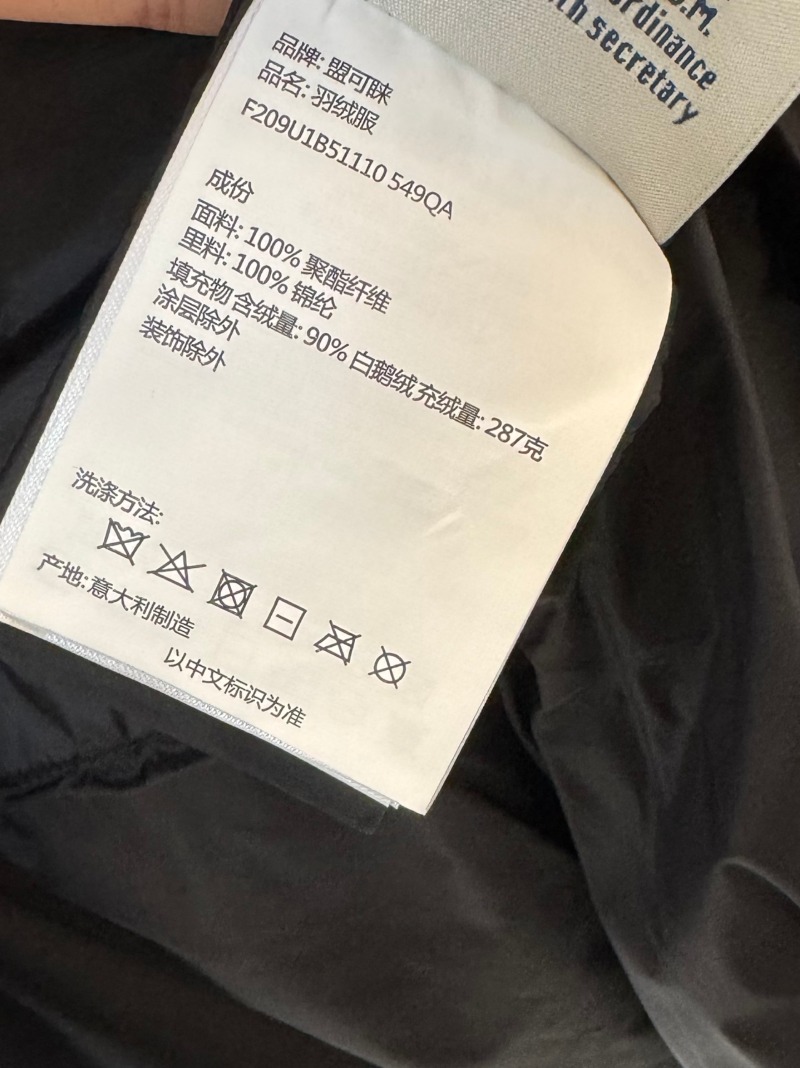 ordinance
secretary
品牌: 盟可睐
品名: 羽绒服
F209U1B51110 549QA
成份
面料: 100% 聚酯纤维
里料: 100% 锦纶
填充物 含绒量: 90% 白鹅绒 充绒量: 287克
涂层除外
装饰除外
洗涤方法:
产地: 意大利制造
以中文标识为准